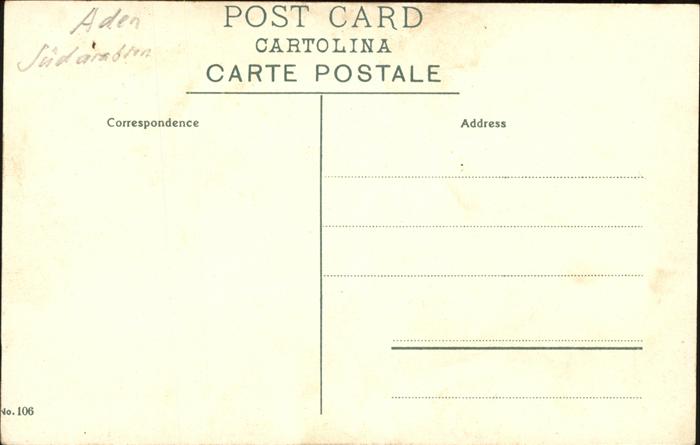 Aden
Südarabien
POST CARD
CARTOLINA
CARTE POSTALE
Correspondence
Address
No. 106